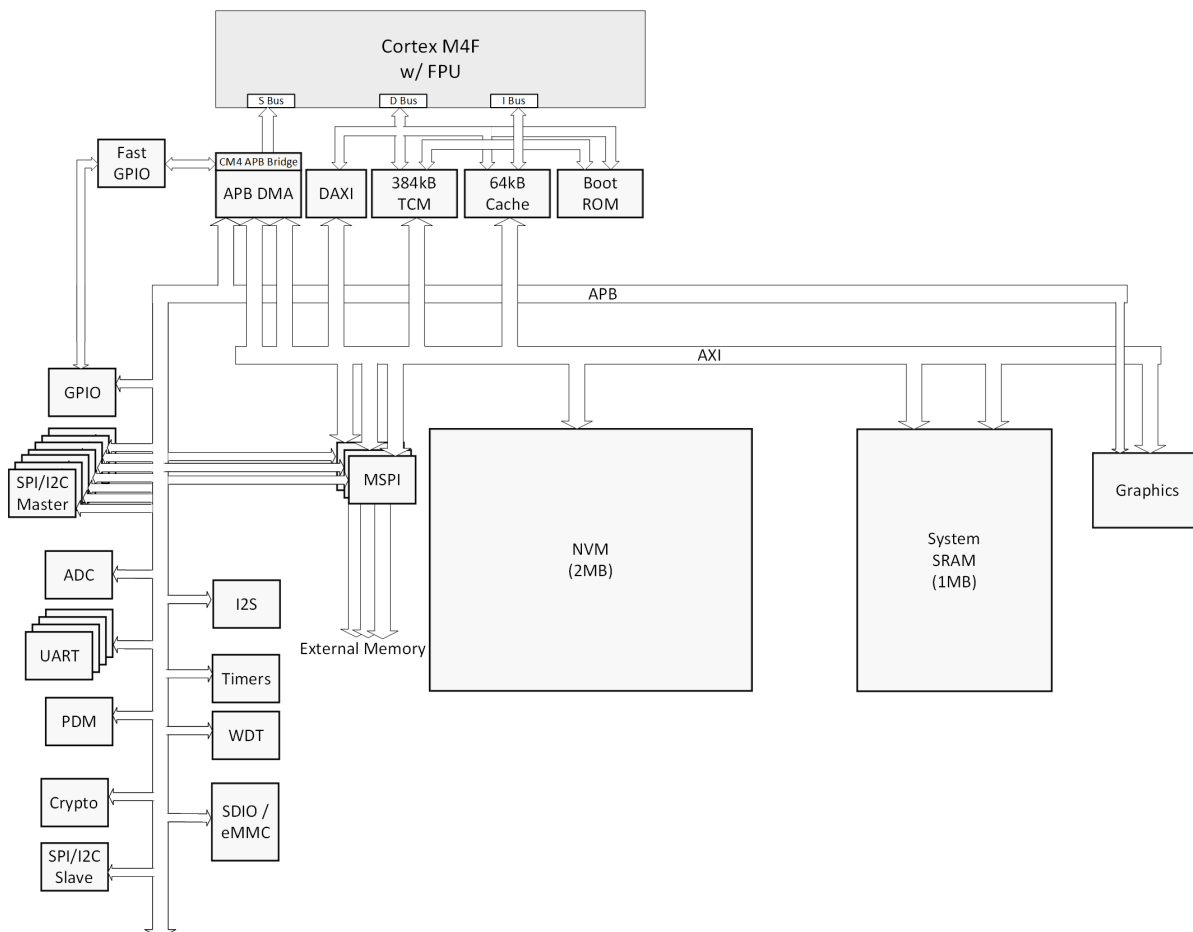 Cortex M4F
w/ FPU
S Bus
D Bus
I Bus
Fast
GPIO
CM4 APB Bridge
APB DMA
DAXI
384kB
TCM
64kB
Cache
Boot
ROM
APB
AXI
GPIO
SPI/I2C
Master
MSPI
External Memory
NVM
(2MB)
System
SRAM
(1MB)
Graphics
ADC
I2S
UART
Timers
PDM
WDT
Crypto
SDIO /
eMMC
SPI/I2C
Slave